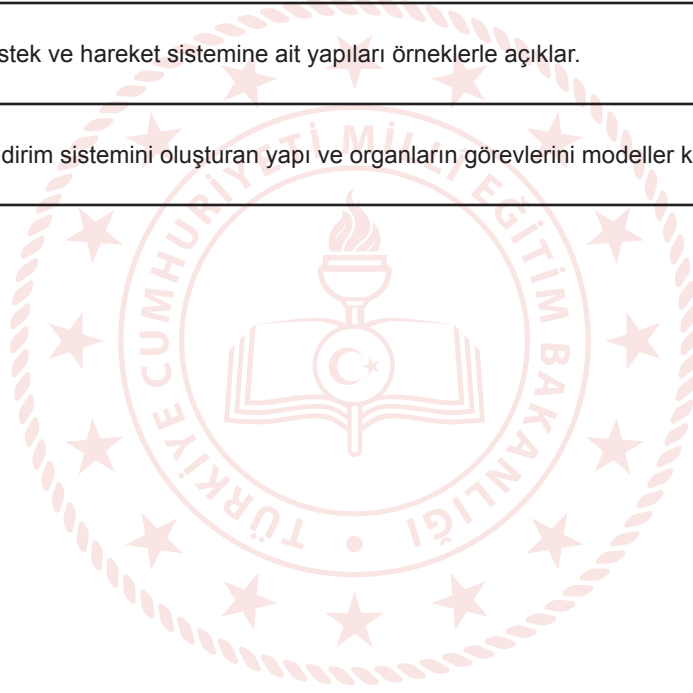 stek ve hareket sistemine ait yapıları örneklerle açıklar.
dirim sistemini oluşturan yapı ve organların görevlerini modeller k
TÜRKİYE CUMHURİYETİ MİLLÎ EĞİTİM BAKANLIĞI